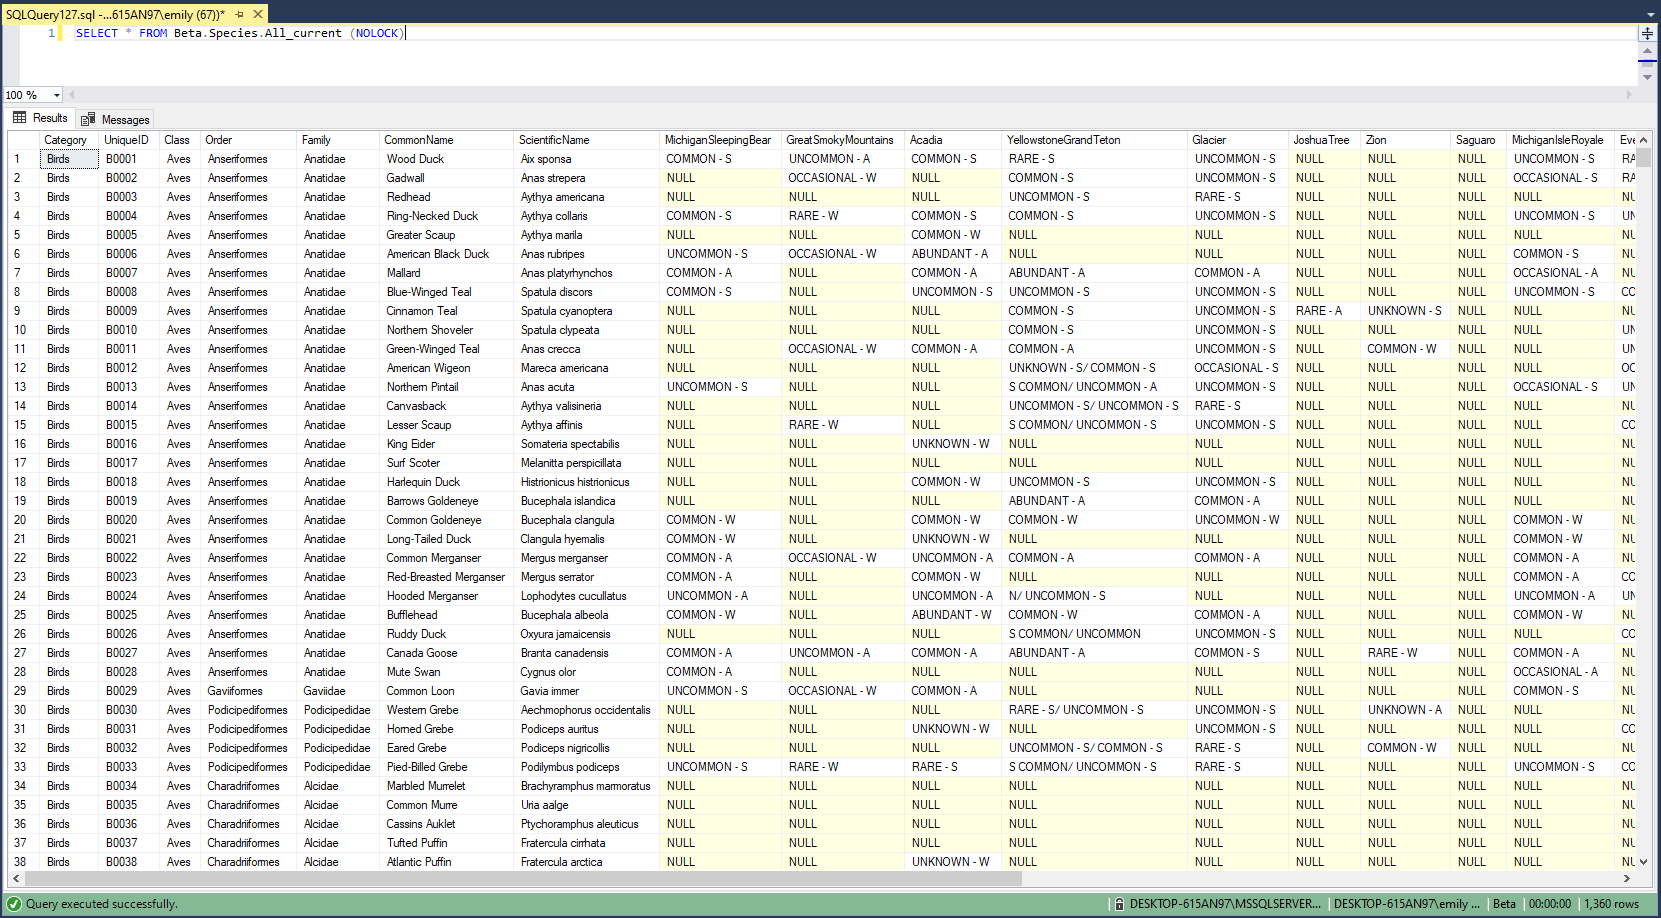 SQLQuery127.sql -...615AN97\emily (67))*
1 SELECT * FROM Beta.Species.All_current (NOLOCK)
100 %
Results Messages
Category UniqueID Class Order Family CommonName ScientificName MichiganSleepingBear GreatSmokyMountains Acadia YellowstoneGrandTeton Glacier JoshuaTree Zion Saguaro MichiganIsleRoyale Eve
1 Birds B0001 Aves Anseriformes Anatidae Wood Duck Aix sponsa COMMON - S UNCOMMON - A COMMON - S RARE - S UNCOMMON - S NULL NULL NULL UNCOMMON - S RA
2 Birds B0002 Aves Anseriformes Anatidae Gadwall Anas strepera NULL OCCASIONAL - W NULL COMMON - S UNCOMMON - S NULL NULL NULL OCCASIONAL - S RA
3 Birds B0003 Aves Anseriformes Anatidae Redhead Aythya americana NULL NULL NULL UNCOMMON - S RARE - S NULL NULL NULL NULL NU
4 Birds B0004 Aves Anseriformes Anatidae Ring-Necked Duck Aythya collaris COMMON - S RARE - W COMMON - S COMMON - S UNCOMMON - S NULL NULL NULL UNCOMMON - S UN
5 Birds B0005 Aves Anseriformes Anatidae Greater Scaup Aythya marila NULL NULL COMMON - W NULL NULL NULL NULL NULL NULL NU
6 Birds B0006 Aves Anseriformes Anatidae American Black Duck Anas rubripes UNCOMMON - S OCCASIONAL - W ABUNDANT - A NULL NULL NULL NULL NULL COMMON - S NU
7 Birds B0007 Aves Anseriformes Anatidae Mallard Anas platyrhynchos COMMON - A NULL COMMON - A ABUNDANT - A COMMON - A NULL NULL NULL OCCASIONAL - A NU
8 Birds B0008 Aves Anseriformes Anatidae Blue-Winged Teal Spatula discors COMMON - S NULL UNCOMMON - S UNCOMMON - S UNCOMMON - S NULL NULL NULL UNCOMMON - S CO
9 Birds B0009 Aves Anseriformes Anatidae Cinnamon Teal Spatula cyanoptera NULL NULL NULL COMMON - S UNCOMMON - S RARE - A UNKNOWN - S NULL NULL NU
10 Birds B0010 Aves Anseriformes Anatidae Northern Shoveler Spatula clypeata NULL NULL NULL COMMON - S UNCOMMON - S NULL NULL NULL NULL UN
11 Birds B0011 Aves Anseriformes Anatidae Green-Winged Teal Anas crecca NULL OCCASIONAL - W COMMON - A COMMON - A UNCOMMON - S NULL COMMON - W NULL NULL UN
12 Birds B0012 Aves Anseriformes Anatidae American Wigeon Mareca americana NULL NULL NULL UNKNOWN - S/ COMMON - S OCCASIONAL - S NULL NULL NULL NULL OC
13 Birds B0013 Aves Anseriformes Anatidae Northern Pintail Anas acuta UNCOMMON - S NULL NULL S COMMON/ UNCOMMON - A UNCOMMON - S NULL NULL NULL OCCASIONAL - S UN
14 Birds B0014 Aves Anseriformes Anatidae Canvasback Aythya valisineria NULL NULL NULL UNCOMMON - S/ UNCOMMON - S RARE - S NULL NULL NULL NULL NU
15 Birds B0015 Aves Anseriformes Anatidae Lesser Scaup Aythya affinis NULL RARE - W NULL S COMMON/ UNCOMMON - S UNCOMMON - S NULL NULL NULL NULL CO
16 Birds B0016 Aves Anseriformes Anatidae King Eider Somateria spectabilis NULL NULL UNKNOWN - W NULL NULL NULL NULL NULL NULL NU
17 Birds B0017 Aves Anseriformes Anatidae Surf Scoter Melanitta perspicillata NULL NULL NULL NULL NULL NULL NULL NULL NULL NU
18 Birds B0018 Aves Anseriformes Anatidae Harlequin Duck Histrionicus histrionicus NULL NULL COMMON - W UNCOMMON - S UNCOMMON - S NULL NULL NULL NULL NU
19 Birds B0019 Aves Anseriformes Anatidae Barrows Goldeneye Bucephala islandica NULL NULL NULL ABUNDANT - A COMMON - A NULL NULL NULL NULL NU
20 Birds B0020 Aves Anseriformes Anatidae Common Goldeneye Bucephala clangula COMMON - W NULL COMMON - W COMMON - W UNCOMMON - W NULL NULL NULL COMMON - W NU
21 Birds B0021 Aves Anseriformes Anatidae Long-Tailed Duck Clangula hyemalis COMMON - W NULL UNKNOWN - W NULL NULL NULL NULL NULL COMMON - W NU
22 Birds B0022 Aves Anseriformes Anatidae Common Merganser Mergus merganser COMMON - A OCCASIONAL - W UNCOMMON - A COMMON - A COMMON - A NULL NULL NULL COMMON - A NU
23 Birds B0023 Aves Anseriformes Anatidae Red-Breasted Merganser Mergus serrator COMMON - A NULL COMMON - W NULL NULL NULL NULL NULL COMMON - A CO
24 Birds B0024 Aves Anseriformes Anatidae Hooded Merganser Lophodytes cucullatus UNCOMMON - A NULL UNCOMMON - A N/ UNCOMMON - S NULL NULL NULL NULL UNCOMMON - A UN
25 Birds B0025 Aves Anseriformes Anatidae Bufflehead Bucephala albeola COMMON - W NULL ABUNDANT - W COMMON - W COMMON - A NULL NULL NULL COMMON - W NU
26 Birds B0026 Aves Anseriformes Anatidae Ruddy Duck Oxyura jamaicensis NULL NULL NULL S COMMON/ UNCOMMON UNCOMMON - S NULL NULL NULL NULL CO
27 Birds B0027 Aves Anseriformes Anatidae Canada Goose Branta canadensis COMMON - A UNCOMMON - A COMMON - A ABUNDANT - A COMMON - S NULL RARE - W NULL COMMON - A NU
28 Birds B0028 Aves Anseriformes Anatidae Mute Swan Cygnus olor COMMON - A NULL NULL NULL NULL NULL NULL NULL OCCASIONAL - A NU
29 Birds B0029 Aves Gaviiformes Gaviidae Common Loon Gavia immer UNCOMMON - S OCCASIONAL - W COMMON - A NULL NULL NULL NULL NULL COMMON - S NU
30 Birds B0030 Aves Podicipediformes Podicipedidae Western Grebe Aechmophorus occidentalis NULL NULL NULL RARE - S/ UNCOMMON - S UNCOMMON - S NULL UNKNOWN - A NULL NULL NU
31 Birds B0031 Aves Podicipediformes Podicipedidae Horned Grebe Podiceps auritus NULL NULL UNKNOWN - W NULL UNCOMMON - S NULL NULL NULL NULL CO
32 Birds B0032 Aves Podicipediformes Podicipedidae Eared Grebe Podiceps nigricollis NULL NULL NULL UNCOMMON - S/ COMMON - S RARE - S NULL COMMON - W NULL NULL NU
33 Birds B0033 Aves Podicipediformes Podicipedidae Pied-Billed Grebe Podilymbus podiceps UNCOMMON - S RARE - W RARE - S S COMMON/ UNCOMMON - S RARE - S NULL NULL NULL UNCOMMON - S CO
34 Birds B0034 Aves Charadriiformes Alcidae Marbled Murrelet Brachyramphus marmoratus NULL NULL NULL NULL NULL NULL NULL NULL NULL NU
35 Birds B0035 Aves Charadriiformes Alcidae Common Murre Uria aalge NULL NULL NULL NULL NULL NULL NULL NULL NULL NU
36 Birds B0036 Aves Charadriiformes Alcidae Cassins Auklet Ptychoramphus aleuticus NULL NULL NULL NULL NULL NULL NULL NULL NULL NU
37 Birds B0037 Aves Charadriiformes Alcidae Tufted Puffin Fratercula cirrhata NULL NULL NULL NULL NULL NULL NULL NULL NULL NU
38 Birds B0038 Aves Charadriiformes Alcidae Atlantic Puffin Fratercula arctica NULL NULL UNKNOWN - W NULL NULL NULL NULL NULL NULL NU
Query executed successfully. DESKTOP-615AN97\MSSQLSERVER... DESKTOP-615AN97\emily ... Beta 00:00:00 1,360 rows